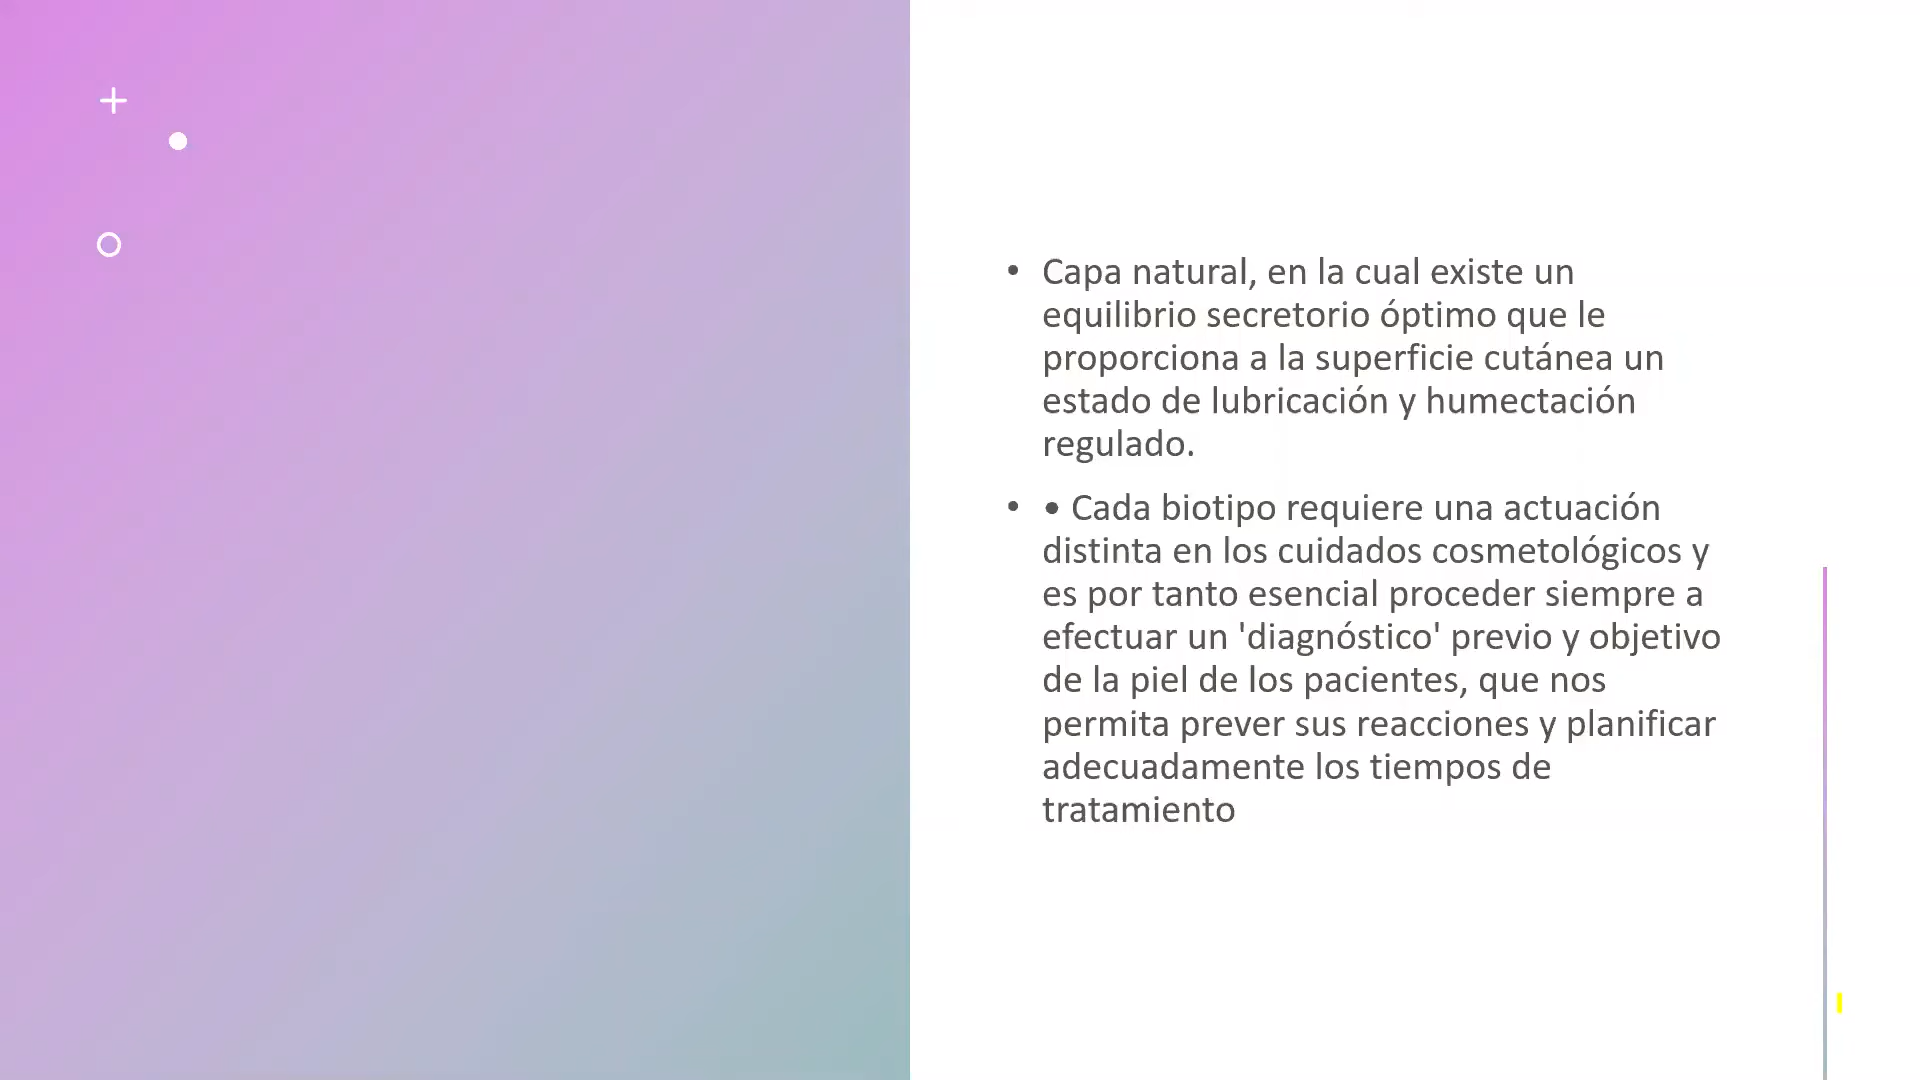 • Capa natural, en la cual existe un
equilibrio secretorio óptimo que le
proporciona a la superficie cutánea un
estado de lubricación y humectación
regulado.
• • Cada biotipo requiere una actuación
distinta en los cuidados cosmetológicos y
es por tanto esencial proceder siempre a
efectuar un 'diagnóstico' previo y objetivo
de la piel de los pacientes, que nos
permita prever sus reacciones y planificar
adecuadamente los tiempos de
tratamiento